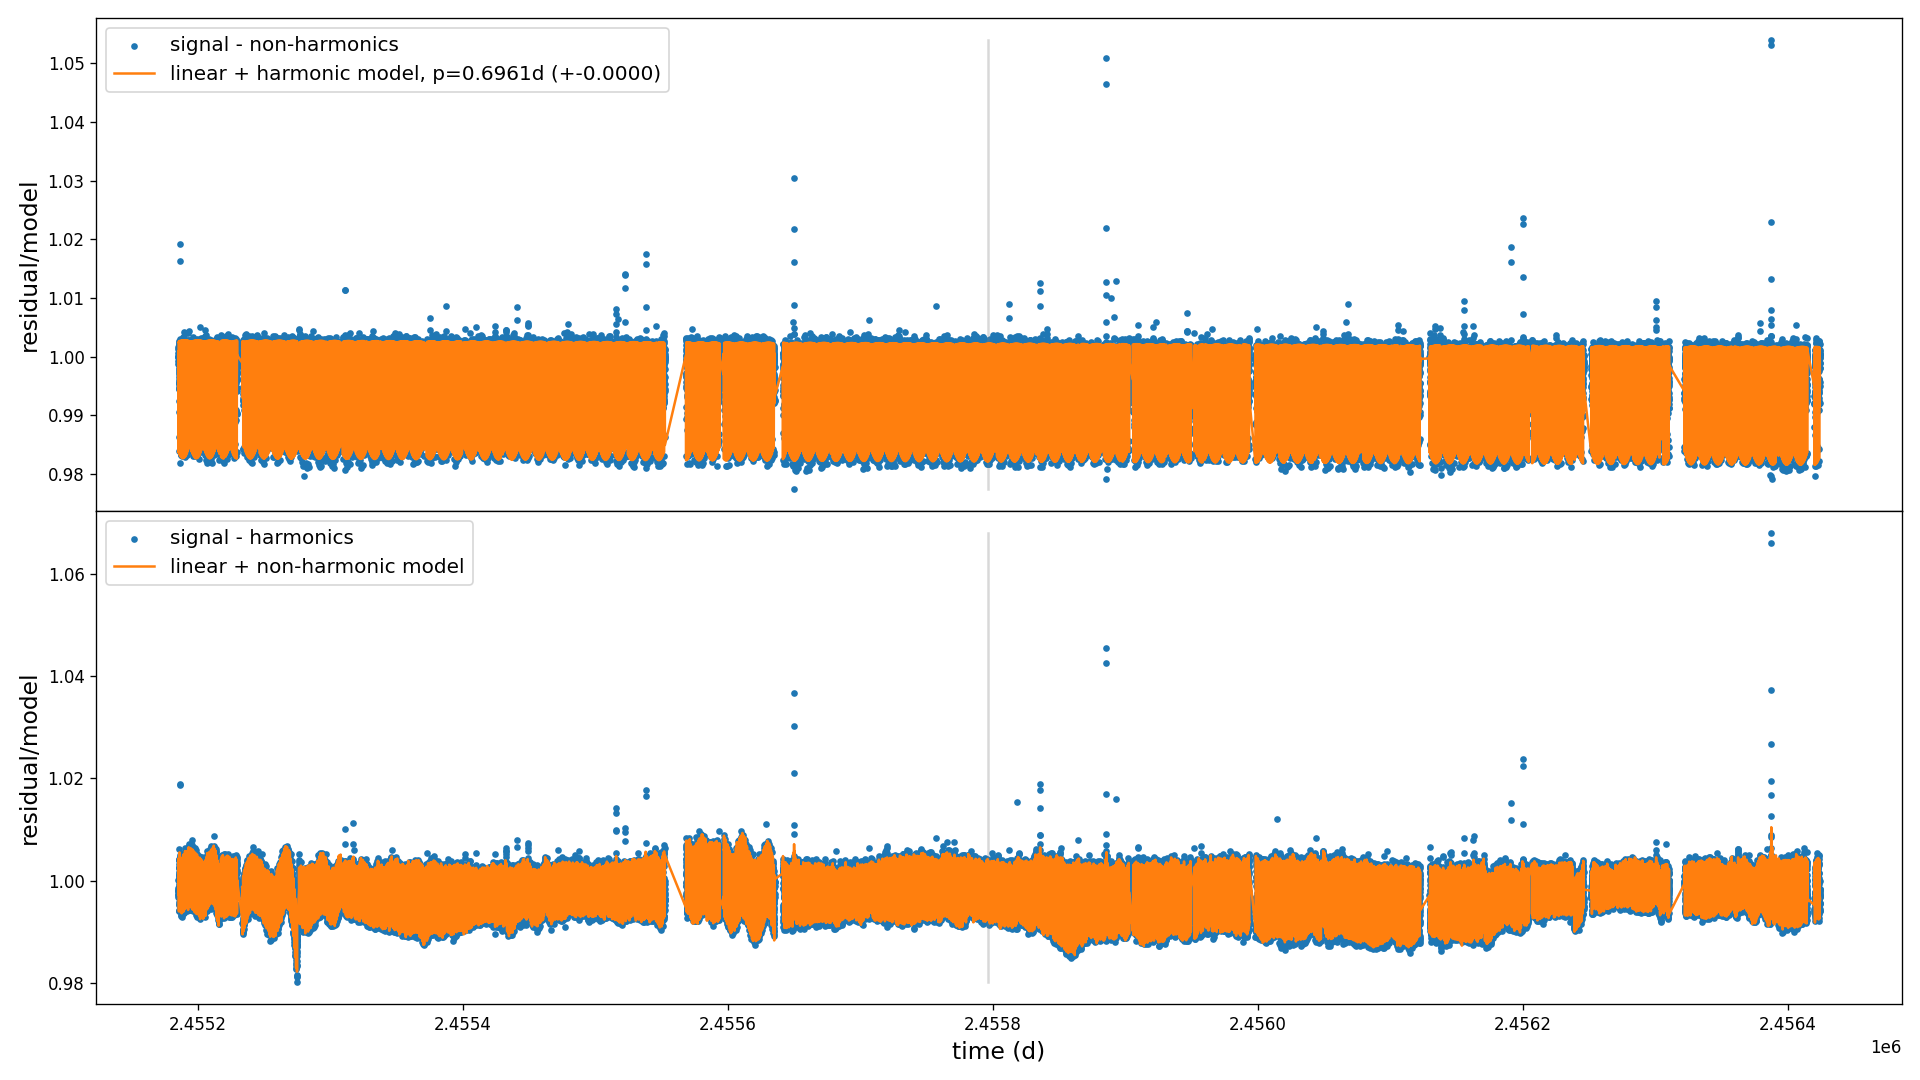 signal - non-harmonics
linear + harmonic model, p=0.6961d (+-0.0000)
residual/model
1.05
1.04
1.03
1.02
1.01
1.00
0.99
0.98
signal - harmonics
linear + non-harmonic model
residual/model
1.06
1.04
1.02
1.00
0.98
2.4552 2.4554 2.4556 2.4558 2.4560 2.4562 2.4564
1e6
time (d)